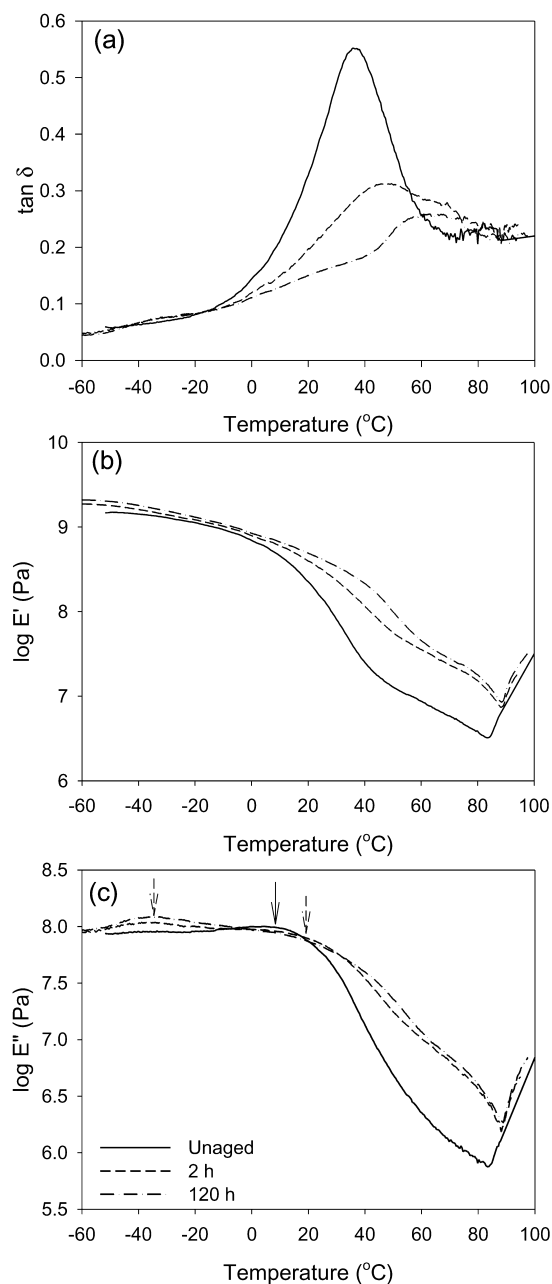 (a)
0.6
0.5
0.4
0.3
0.2
0.1
0.0
tan δ
-60 -40 -20 0 20 40 60 80 100
Temperature (°C)
(b)
10
9
8
7
6
log E' (Pa)
-60 -40 -20 0 20 40 60 80 100
Temperature (°C)
(c)
8.5
8.0
7.5
7.0
6.5
6.0
5.5
log E" (Pa)
Unaged
2 h
120 h
-60 -40 -20 0 20 40 60 80 100
Temperature (°C)